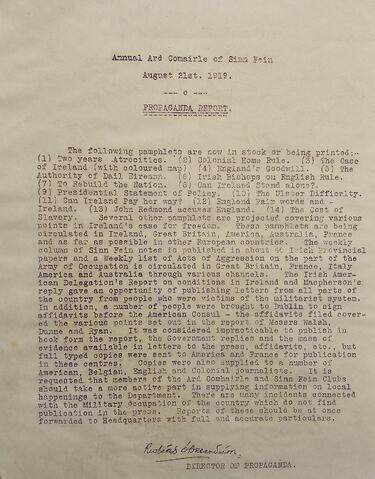 Annual Ard Comairle of Sinn Fein
August 21st. 1919.
--- o ---
PROPAGANDA REPORT.
The following pamphlets are now in stock or being printed;--
(1) Two years Atrocities. (2) Colonial Home Rule. (3) The Case
of Ireland (with coloured map) (4) England's Goodwill. (5) The
Authority of Dail Eireann. (6) Irish Bishops on English Rule.
(7) To Rebuild the Nation. (8) Can Ireland Stand alone?.
(9) Presidential Statement of Policy. (10) The Ulster Difficulty.
(11) Can Ireland Pay her way? (12) England Fair words and --
Ireland. (13) John Redmond accuses England. (14) The Cost of
Slavery. Several other pamphlets are projected covering various
points in Ireland's case for freedom. These pamphlets are being
circulated in Ireland, Great Britain, America, Australia, France
and as far as possible in other European countries. The weekly
column of Sinn Fein notes is published in about 40 Irish Provincial
papers and a Weekly list of Acts of Aggression on the part of the
Army of Occupation is circulated in Great Britain, France, Italy
America and Australia through various channels. The Irish Amer-
ican Delegation's Report on conditions in Ireland and Macpherson's
reply gave an opportunity of publishing letters from all parts of
the country from people who were victims of the militarist system.
In addition, a number of people were brought to Dublin to sign
affidavits before the American Consul - the affidavits filed cover-
ed the various points set out in the report of Messrs Walsh,
Dunne and Ryan. It was considered impracticable to publish in
book form the report, the Government replies and the mass of
evidence available in letters to the press, affidavits, etc., but
full typed copies were sent to America and France for publication
in these centres. Copies were also supplied to a number of
American, Belgian, English and Colonial journalists. It is
requested that members of the Ard Comhairle and Sinn Fein Clubs
should take a more active part in supplying information on local
happenings to the Department. There are many incidents connected
with the Military Occupation of the country which do not find
publication in the press. Reports of these should be at once
forwarded to Headquarters with full and accurate particulars.
DIRECTOR OF PROPAGANDA.